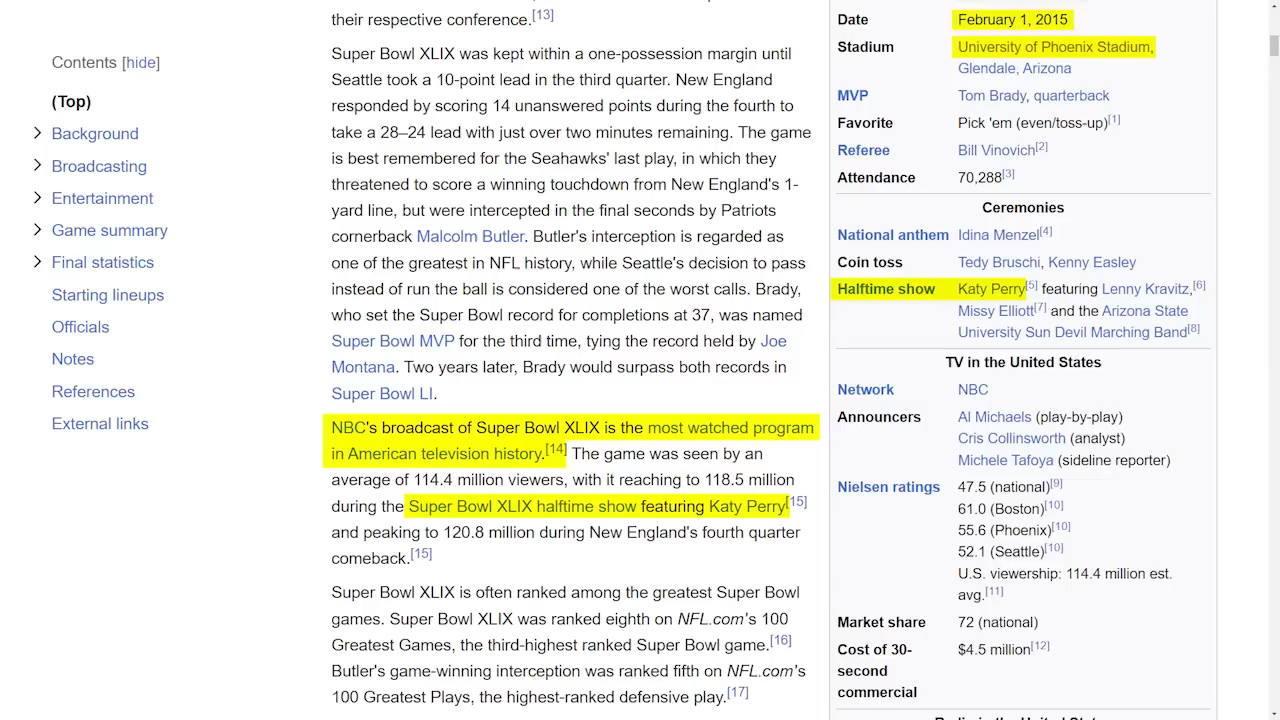 Contents [hide]
(Top)
Background
Broadcasting
Entertainment
Game summary
Final statistics
Starting lineups
Officials
Notes
References
External links
their respective conference.[13]
Super Bowl XLIX was kept within a one-possession margin until
Seattle took a 10-point lead in the third quarter. New England
responded by scoring 14 unanswered points during the fourth to
take a 28–24 lead with just over two minutes remaining. The game
is best remembered for the Seahawks' last play, in which they
threatened to score a winning touchdown from New England's 1-
yard line, but were intercepted in the final seconds by Patriots
cornerback Malcolm Butler. Butler's interception is regarded as
one of the greatest in NFL history, while Seattle's decision to pass
instead of run the ball is considered one of the worst calls. Brady,
who set the Super Bowl record for completions at 37, was named
Super Bowl MVP for the third time, tying the record held by Joe
Montana. Two years later, Brady would surpass both records in
Super Bowl LI.
NBC's broadcast of Super Bowl XLIX is the most watched program
in American television history.[14] The game was seen by an
average of 114.4 million viewers, with it reaching to 118.5 million
during the Super Bowl XLIX halftime show featuring Katy Perry[15]
and peaking to 120.8 million during New England's fourth quarter
comeback.[15]
Super Bowl XLIX is often ranked among the greatest Super Bowl
games. Super Bowl XLIX was ranked eighth on NFL.com's 100
Greatest Games, the third-highest ranked Super Bowl game.[16]
Butler's game-winning interception was ranked fifth on NFL.com's
100 Greatest Plays, the highest-ranked defensive play.[17]
Date February 1, 2015
Stadium University of Phoenix Stadium,
Glendale, Arizona
MVP Tom Brady, quarterback
Favorite Pick 'em (even/toss-up)[1]
Referee Bill Vinovich[2]
Attendance 70,288[3]
Ceremonies
National anthem Idina Menzel[4]
Coin toss Tedy Bruschi, Kenny Easley
Halftime show Katy Perry[5] featuring Lenny Kravitz,[6]
Missy Elliott[7] and the Arizona State
University Sun Devil Marching Band[8]
TV in the United States
Network NBC
Announcers Al Michaels (play-by-play)
Cris Collinsworth (analyst)
Michele Tafoya (sideline reporter)
Nielsen ratings 47.5 (national)[9]
61.0 (Boston)[10]
55.6 (Phoenix)[10]
52.1 (Seattle)[10]
U.S. viewership: 114.4 million est.
avg.[11]
Market share 72 (national)
Cost of 30- $4.5 million[12]
second
commercial